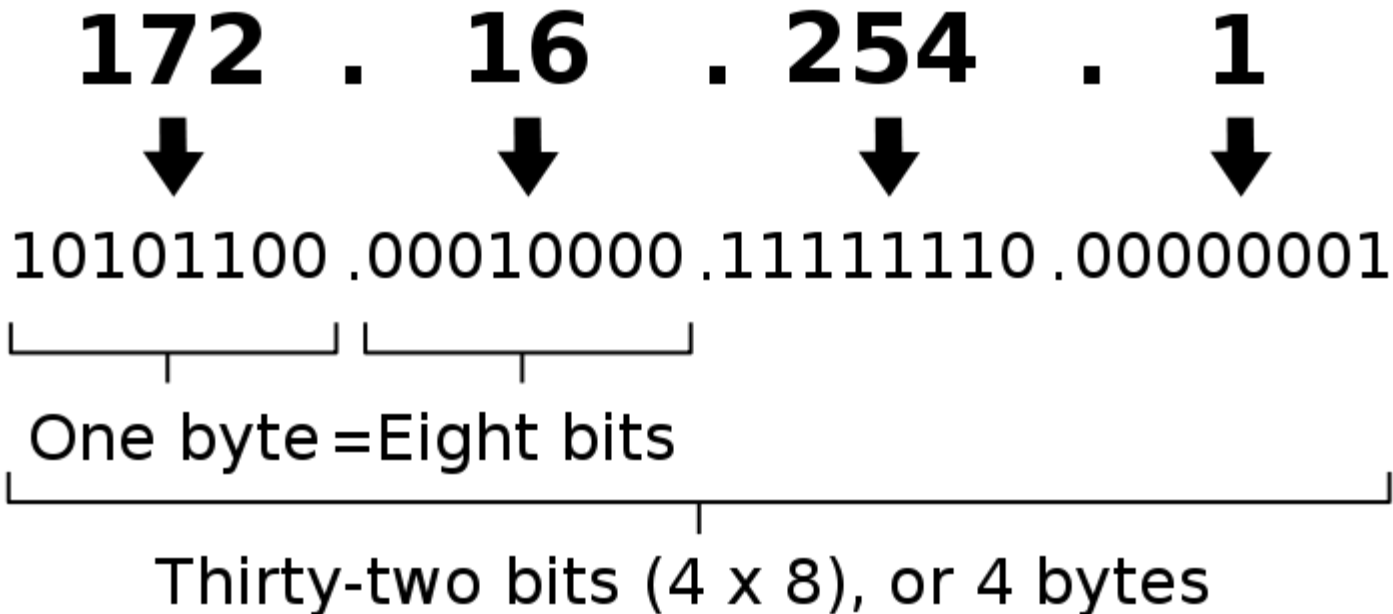 172 . 16 . 254 . 1
10101100 .00010000 .11111110 .00000001
One byte =Eight bits
Thirty-two bits (4 x 8), or 4 bytes